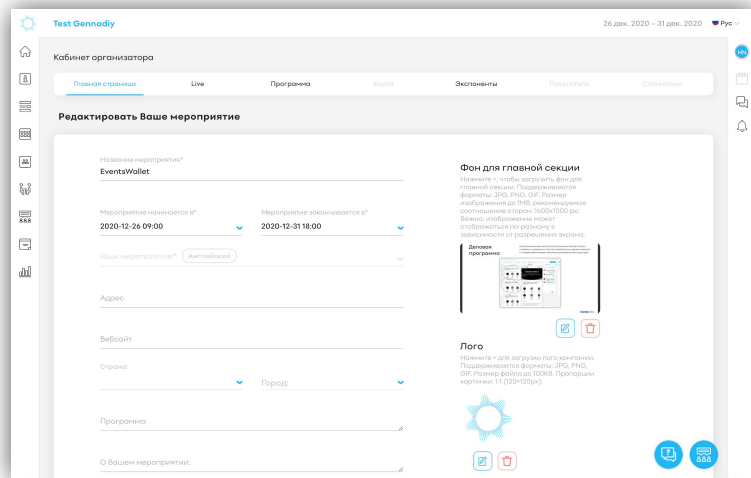 Test Gennadiy
26 дек. 2020 – 31 дек. 2020
Рус
HN
Кабинет организатора
Главная страница
Live
Программа
Карта
Экспоненты
Посетители
Статистика
Редактировать Ваше мероприятие
Название мероприятия*
EventsWallet
Мероприятие начинается в*
Мероприятие заканчивается в*
2020-12-26 09:00
2020-12-31 18:00
Язык мероприятия:*
Английский
Адрес
Вебсайт
Страна:
Город:
Программа:
О Вашем мероприятии:
Фон для главной секции
Нажмите +, чтобы загрузить фон для
главной секции. Поддерживаются
форматы: JPG, PNG, GIF. Размер
изображения до 1MB, рекомендуемое
соотношение сторон: 1600x1000 px.
Важно: изображение может
отображаться по-разному в
зависимости от разрешения экрана.
Деловая
программа
Лого
Нажмите + для загрузки лого компании.
Поддерживаются форматы: JPG, PNG,
GIF. Размер файла до 100KB. Пропорции
картинки: 1:1 (120×120px).